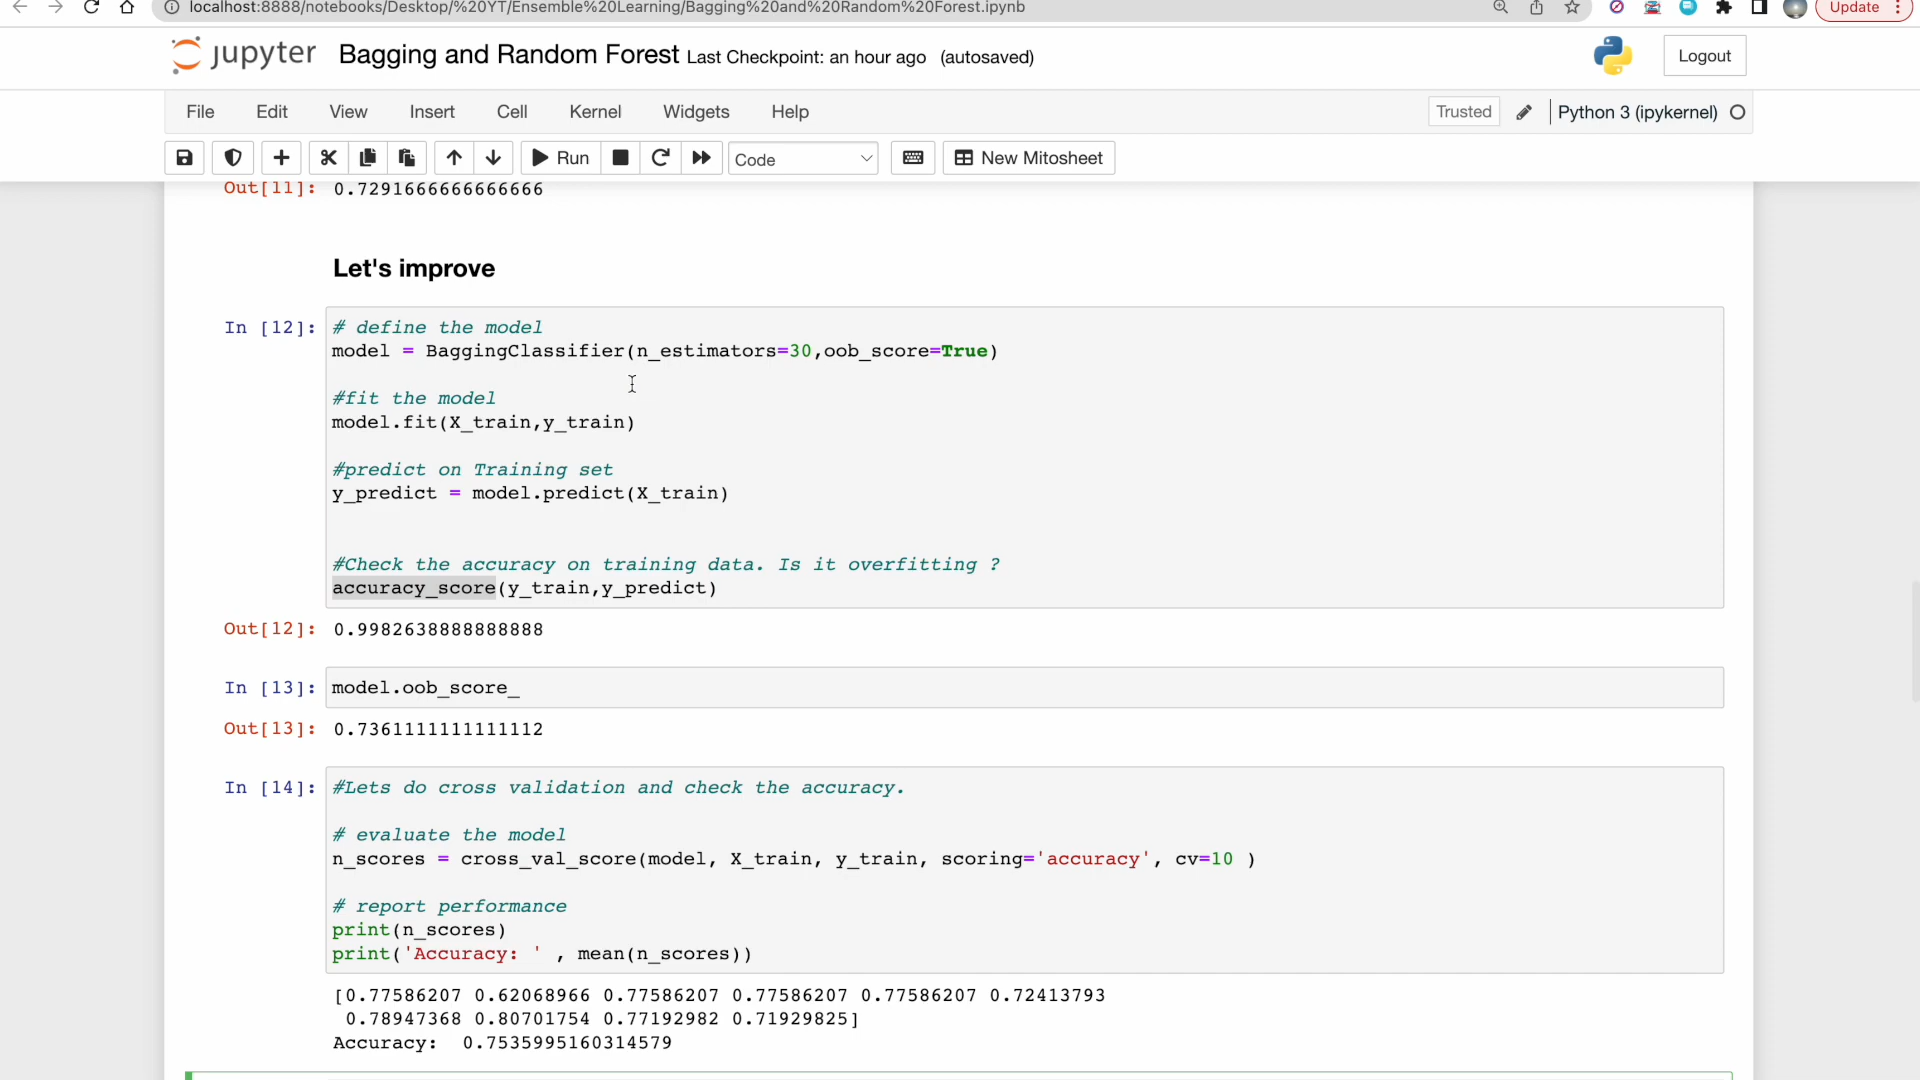 localhost:8888/notebooks/Desktop/%20YT/Ensemble%20Learning/Bagging%20and%20Random%20Forest.ipynb
Update
jupyter Bagging and Random Forest Last Checkpoint: an hour ago (autosaved)
Logout
File Edit View Insert Cell Kernel Widgets Help
Trusted Python 3 (ipykernel)
Run Code New Mitosheet
Out[11]: 0.7291666666666666
Let's improve
In [12]: # define the model
model = BaggingClassifier(n_estimators=30,oob_score=True)
#fit the model
model.fit(X_train,y_train)
#predict on Training set
y_predict = model.predict(X_train)
#Check the accuracy on training data. Is it overfitting ?
accuracy_score(y_train,y_predict)
Out[12]: 0.9982638888888888
In [13]: model.oob_score_
Out[13]: 0.7361111111111112
In [14]: #Lets do cross validation and check the accuracy.
# evaluate the model
n_scores = cross_val_score(model, X_train, y_train, scoring='accuracy', cv=10 )
# report performance
print(n_scores)
print('Accuracy: ' , mean(n_scores))
[0.77586207 0.62068966 0.77586207 0.77586207 0.77586207 0.72413793
0.78947368 0.80701754 0.77192982 0.71929825]
Accuracy:  0.7535995160314579